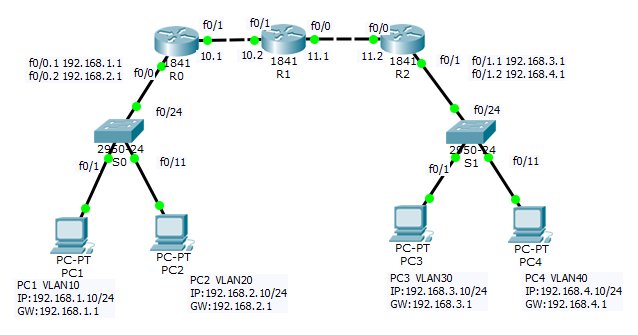 f0/1
f0/1
f0/0
f0/0
1841
R0
10.1
10.2
1841
R1
11.1
11.2
1841
R2
f0/0.1 192.168.1.1
f0/0.2 192.168.2.1
f0/0
f0/1
f0/1.1 192.168.3.1
f0/1.2 192.168.4.1
f0/24
f0/24
2950-24
S0
2950-24
S1
f0/1
f0/11
f0/1
f0/11
PC-PT
PC1
PC-PT
PC2
PC-PT
PC3
PC-PT
PC4
PC1 VLAN10
IP:192.168.1.10/24
GW:192.168.1.1
PC2 VLAN20
IP:192.168.2.10/24
GW:192.168.2.1
PC3 VLAN30
IP:192.168.3.10/24
GW:192.168.3.1
PC4 VLAN40
IP:192.168.4.10/24
GW:192.168.4.1